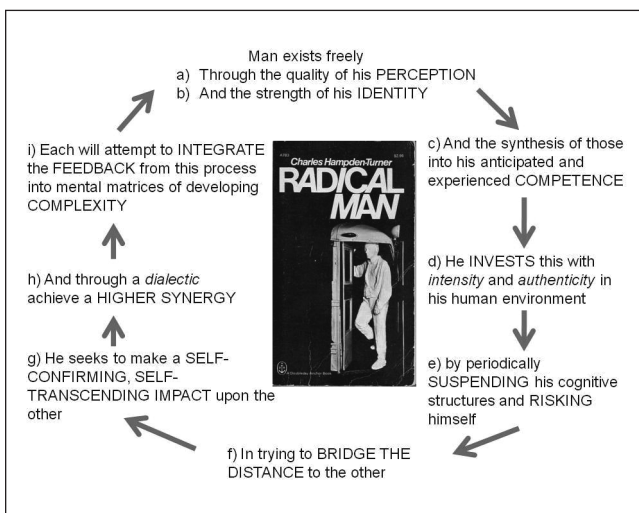 Man exists freely
a) Through the quality of his PERCEPTION
b) And the strength of his IDENTITY
c) And the synthesis of those
into his anticipated and
experienced COMPETENCE
d) He INVESTS this with
intensity and authenticity in
his human environment
e) by periodically
SUSPENDING his cognitive
structures and RISKING
himself
f) In trying to BRIDGE THE
DISTANCE to the other
g) He seeks to make a SELF-
CONFIRMING, SELF-
TRANSCENDING IMPACT upon the
other
h) And through a dialectic
achieve a HIGHER SYNERGY
i) Each will attempt to INTEGRATE
the FEEDBACK from this process
into mental matrices of developing
COMPLEXITY
Charles Hampden-Turner
RADICAL
MAN